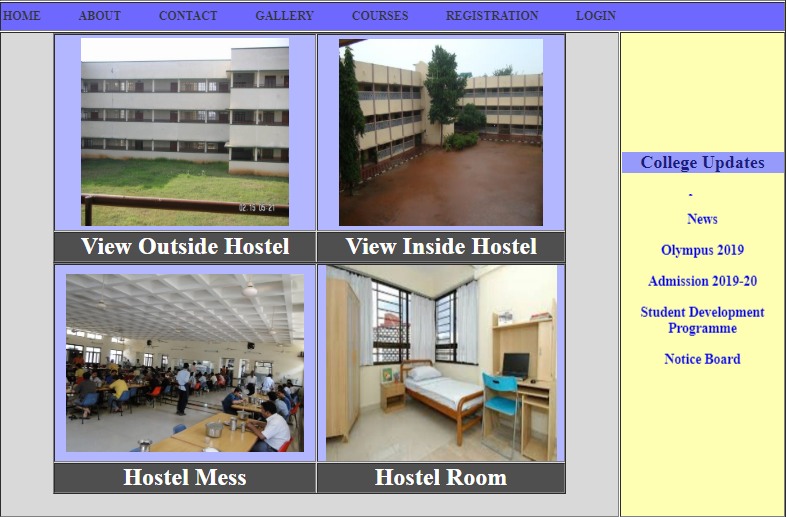 HOME ABOUT CONTACT GALLERY COURSES REGISTRATION LOGIN
View Outside Hostel View Inside Hostel
Hostel Mess Hostel Room
College Updates
-
News
Olympus 2019
Admission 2019-20
Student Development
Programme
Notice Board